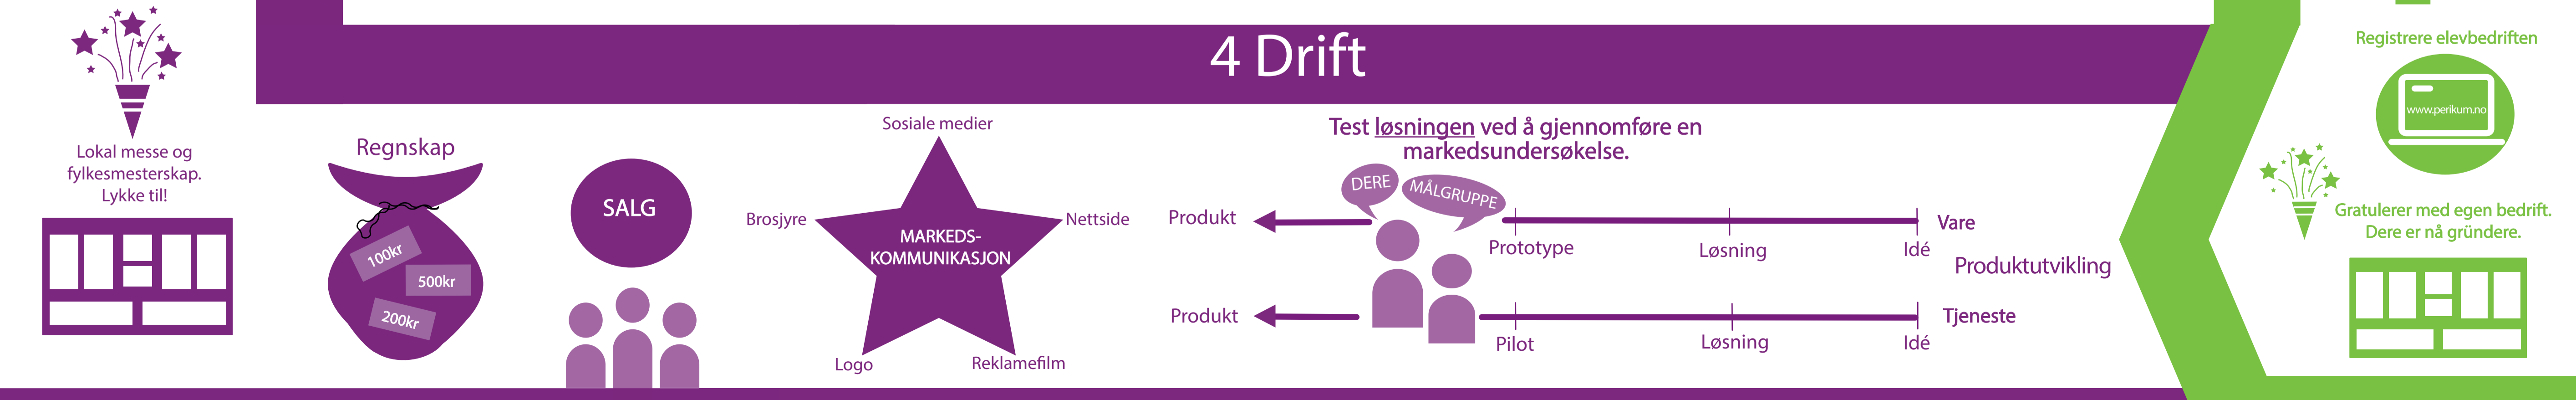 4 Drift
Lokal messe og
fylkesmesterskap.
Lykke til!
Regnskap
100kr
500kr
200kr
SALG
Sosiale medier
Brosjyre
Nettside
MARKEDS-
KOMMUNIKASJON
Logo
Reklamefilm
Test løsningen ved å gjennomføre en
markedsundersøkelse.
DERE
MÅLGRUPPE
Produkt
Prototype
Løsning
Idé
Vare
Produktutvikling
Produkt
Pilot
Løsning
Idé
Tjeneste
Registrere elevbedriften
www.perikum.no
Gratulerer med egen bedrift.
Dere er nå gründere.